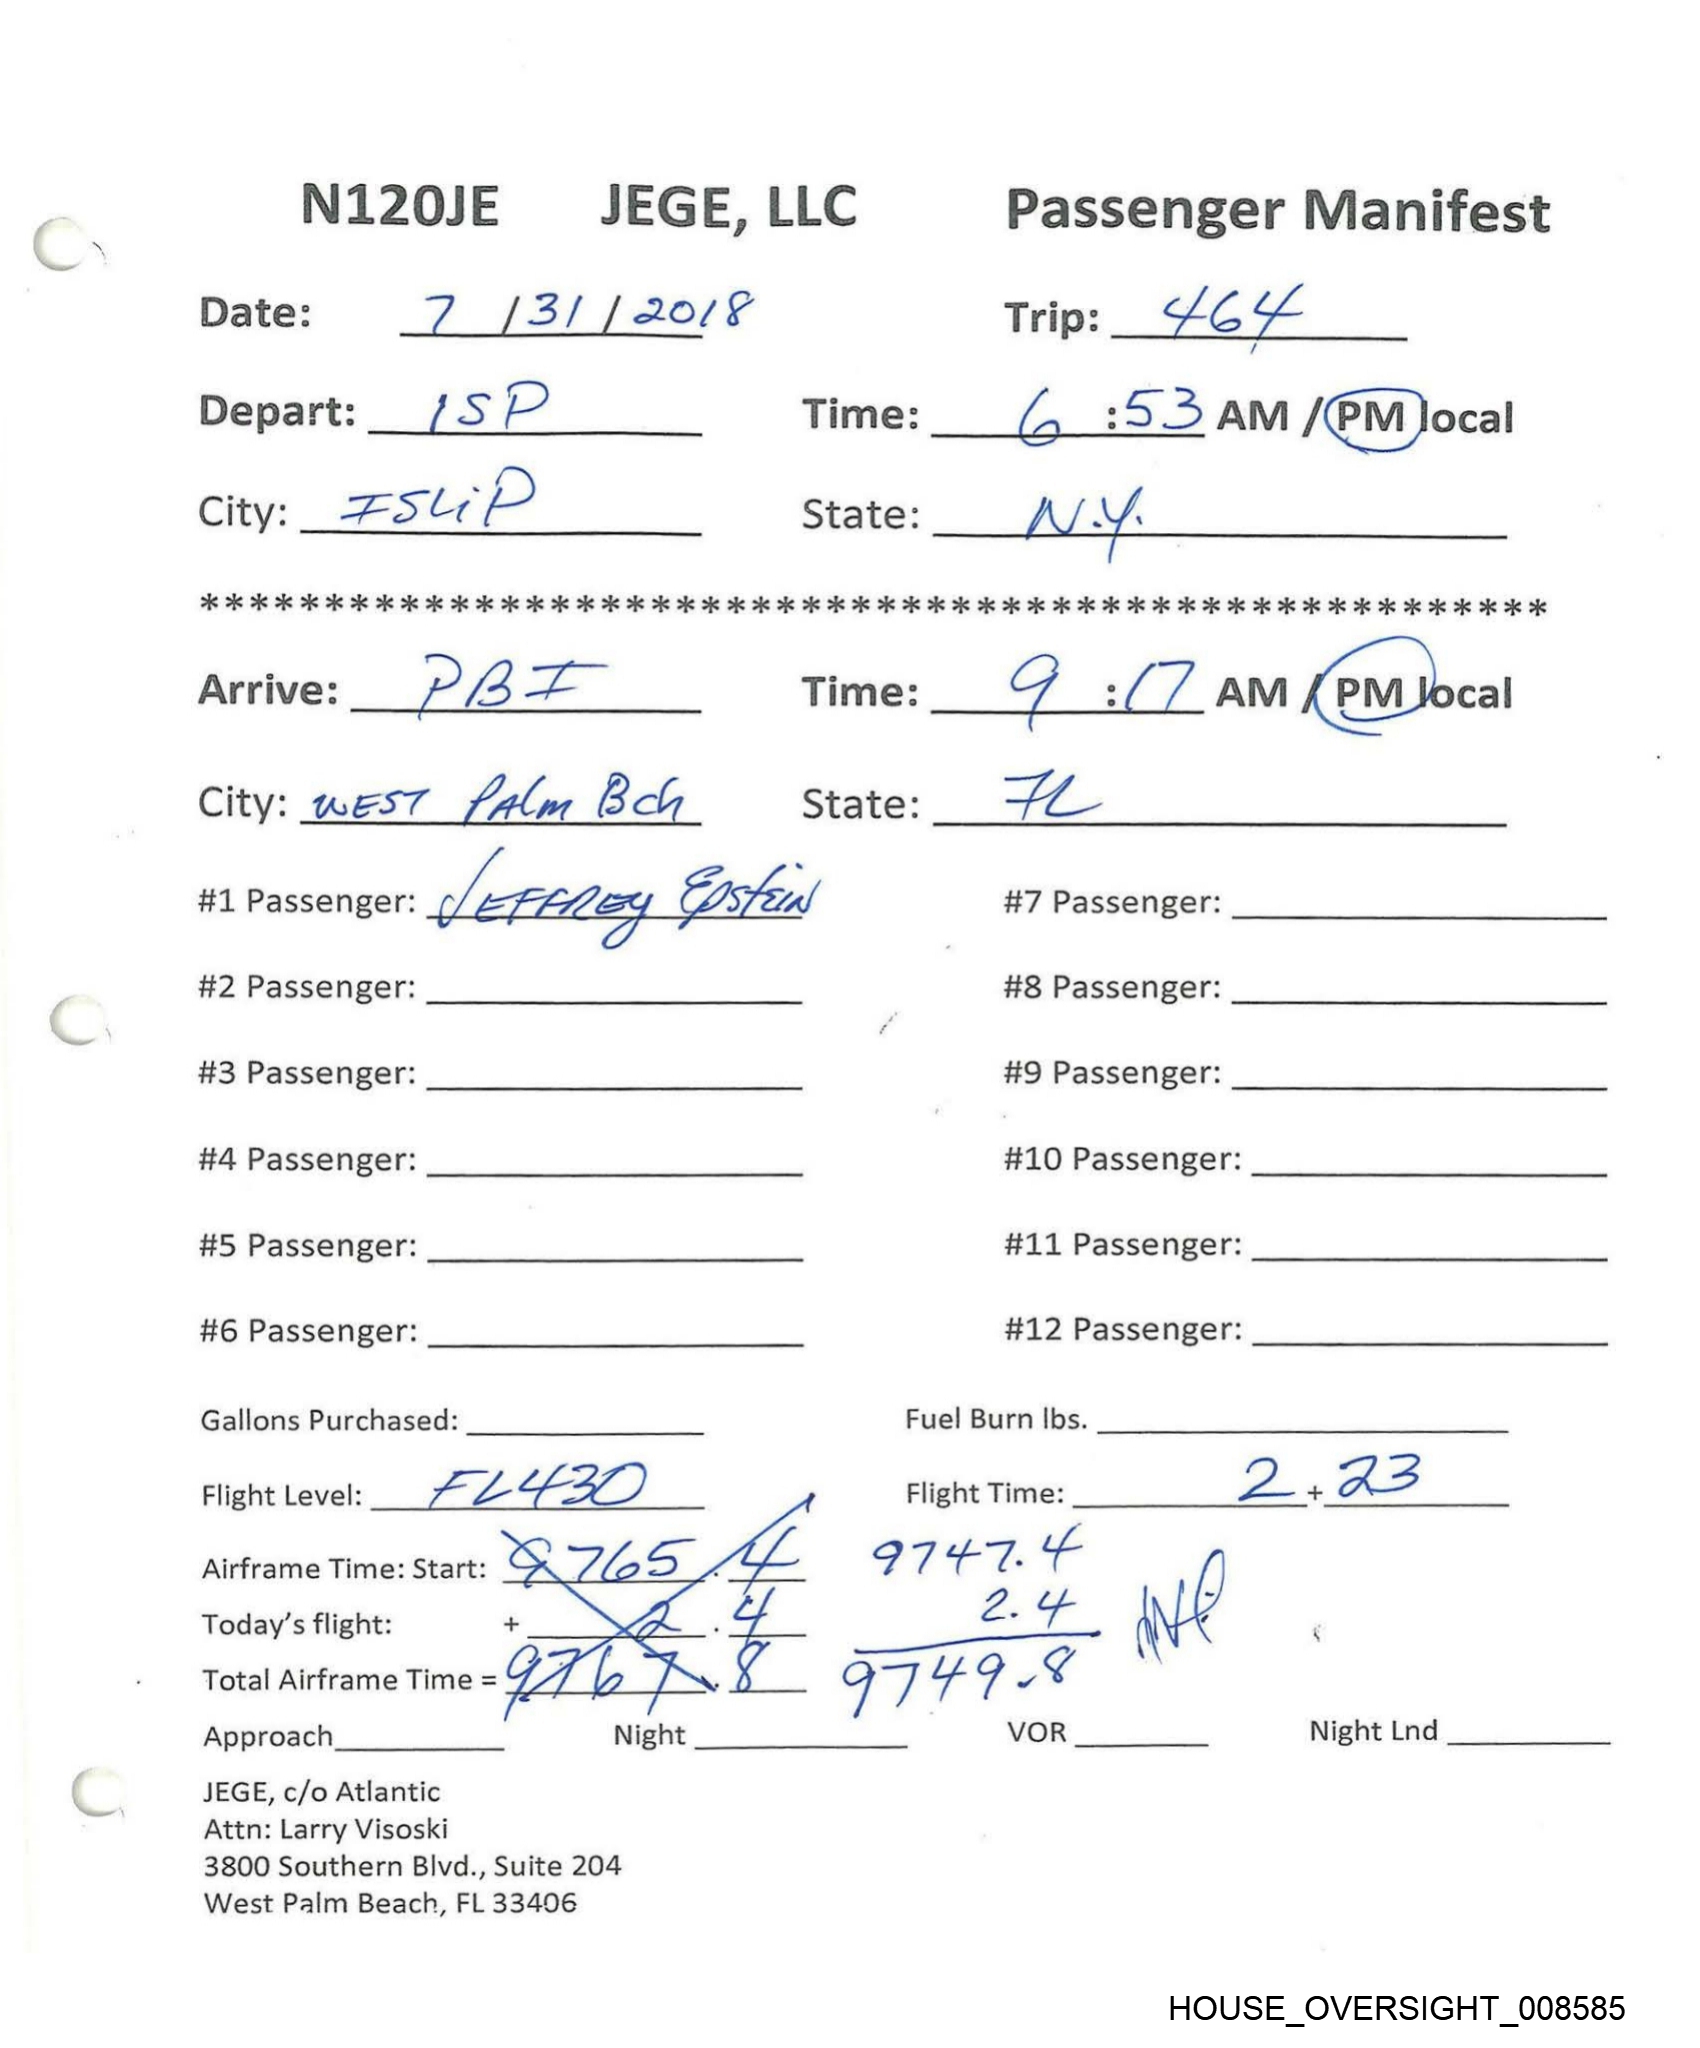 N120JE JEGE, LLC Passenger Manifest
Date: 7 / 31 / 2018 Trip: 464
Depart: ISP Time: 6 :53 AM / PM local
City: ISLiP State: N.Y.
******************************************************
Arrive: PBI Time: 9 :17 AM / PM local
City: WEST PAlm Bch State: FL
#1 Passenger: JEFFREY Epstein #7 Passenger:
#2 Passenger: #8 Passenger:
#3 Passenger: #9 Passenger:
#4 Passenger: #10 Passenger:
#5 Passenger: #11 Passenger:
#6 Passenger: #12 Passenger:
Gallons Purchased: Fuel Burn lbs.
Flight Level: FL430 Flight Time: 2 + 23
Airframe Time: Start: 9765.4 9747.4
Today's flight: + 2.4 2.4
Total Airframe Time = 9767.8 9749.8
Approach Night VOR Night Lnd
JEGE, c/o Atlantic
Attn: Larry Visoski
3800 Southern Blvd., Suite 204
West Palm Beach, FL 33406
HOUSE_OVERSIGHT_008585